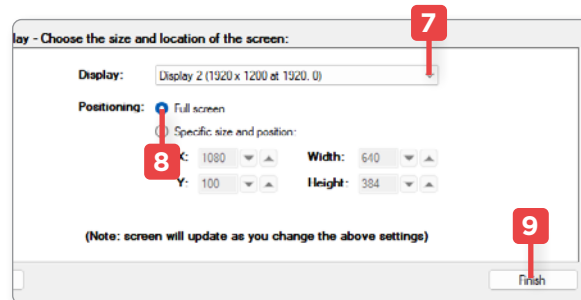 lay - Choose the size and location of the screen:
7
Display: Display 2 (1920 x 1200 at 1920. 0)
Positioning: Full screen
Specific size and position:
8
X: 1080 Width: 640
Y: 100 Height: 384
(Note: screen will update as you change the above settings)
9
Finish